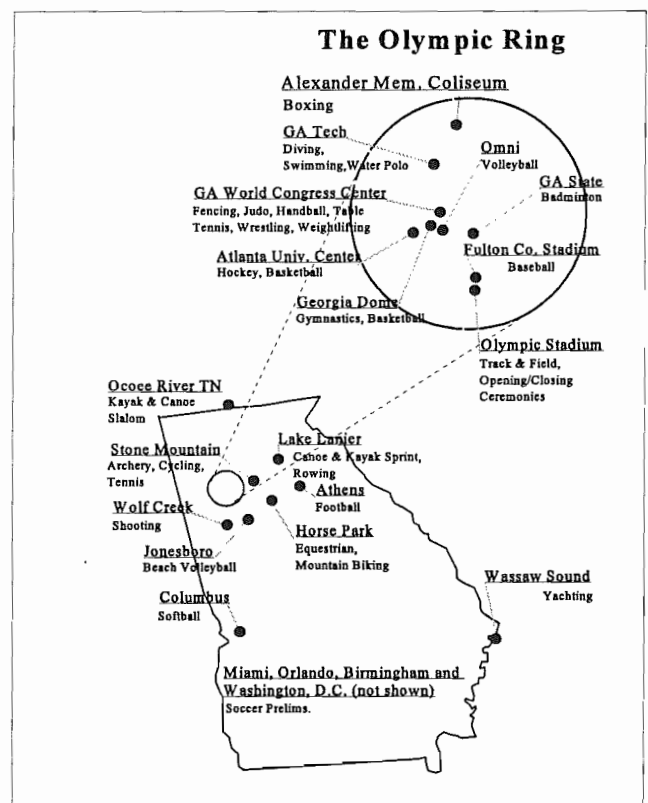 The Olympic Ring
Alexander Mem. Coliseum
Boxing
GA Tech
Diving,
Swimming,Water Polo
Omni
Volleyball
GA World Congress Center
Fencing, Judo, Handball, Table
Tennis, Wrestling, Weightlifting
GA State
Badminton
Atlanta Univ. Center
Hockey, Basketball
Fulton Co. Stadium
Baseball
Georgia Dome
Gymnastics, Basketball
Olympic Stadium
Track & Field,
Opening/Closing
Ceremonies
Ocoee River TN
Kayak & Canoe
Slalom
Lake Lanier
Canoe & Kayak Sprint,
Rowing
Stone Mountain
Archery, Cycling,
Tennis
Athens
Football
Wolf Creek
Shooting
Horse Park
Equestrian,
Mountain Biking
Jonesboro
Beach Volleyball
Wassaw Sound
Yachting
Columbus
Softball
Miami, Orlando, Birmingham and
Washington, D.C. (not shown)
Soccer Prelims.